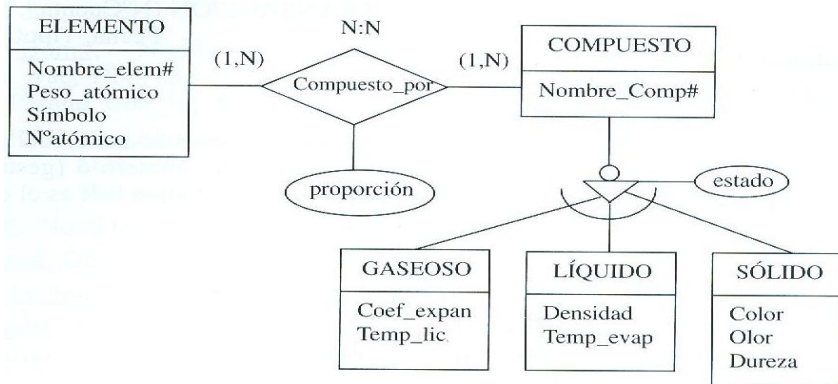 ELEMENTO
Nombre_elem#
Peso_atómico
Símbolo
Nºatómico
(1,N)
N:N
Compuesto_por
(1,N)
proporción
COMPUESTO
Nombre_Comp#
estado
GASEOSO
Coef_expan
Temp_lic
LÍQUIDO
Densidad
Temp_evap
SÓLIDO
Color
Olor
Dureza